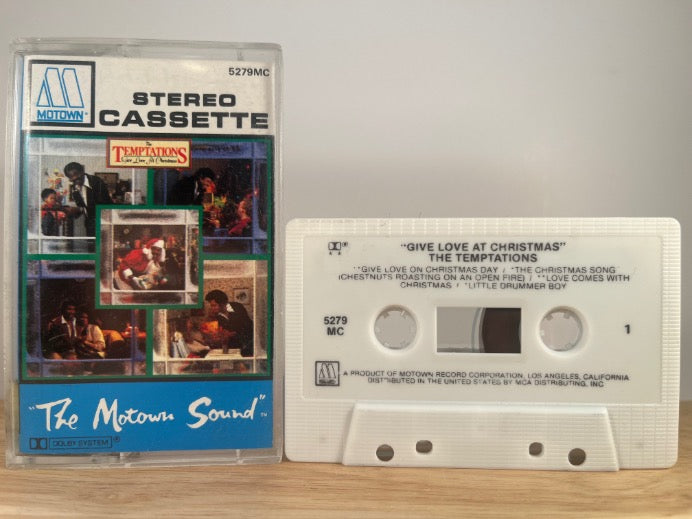 5279MC
MOTOWN
STEREO
CASSETTE
The
TEMPTATIONS
Give Love At Christmas
"The Motown Sound"™
DOLBY SYSTEM®
"GIVE LOVE AT CHRISTMAS"
THE TEMPTATIONS
**GIVE LOVE ON CHRISTMAS DAY / *THE CHRISTMAS SONG
(CHESTNUTS ROASTING ON AN OPEN FIRE) / **LOVE COMES WITH
CHRISTMAS / *LITTLE DRUMMER BOY
5279
MC
1
A PRODUCT OF MOTOWN RECORD CORPORATION, LOS ANGELES, CALIFORNIA
DISTRIBUTED IN THE UNITED STATES BY MCA DISTRIBUTING, INC